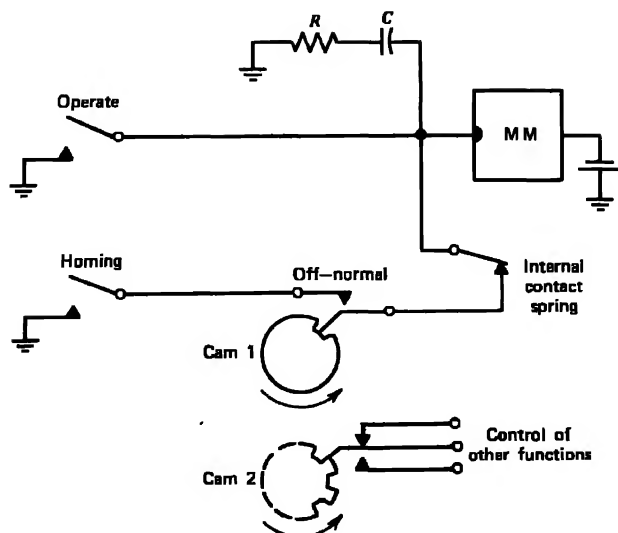 R
C
Operate
MM
Homing
Off–normal
Internal
contact
spring
Cam 1
Cam 2
Control of
other functions